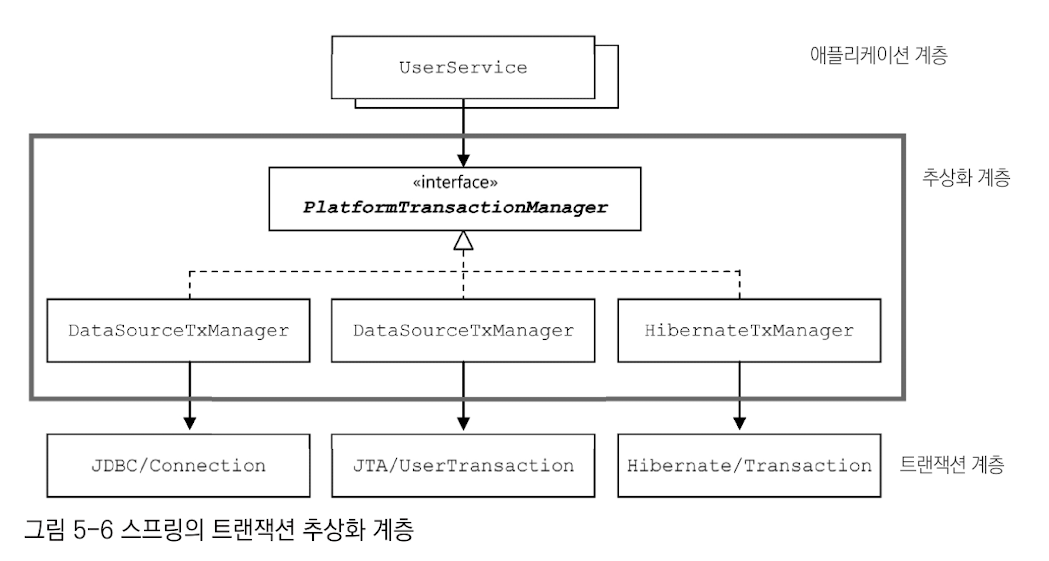 UserService
애플리케이션 계층
«interface»
PlatformTransactionManager
추상화 계층
DataSourceTxManager
DataSourceTxManager
HibernateTxManager
JDBC/Connection
JTA/UserTransaction
Hibernate/Transaction
트랜잭션 계층
그림 5-6 스프링의 트랜잭션 추상화 계층